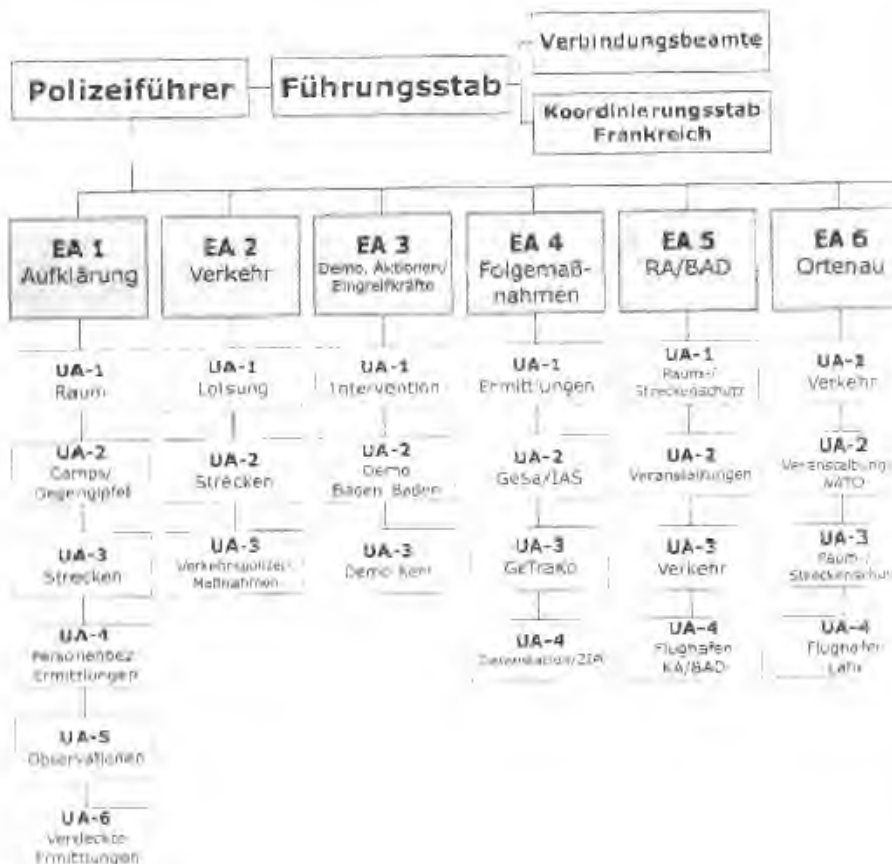 Verbindungsbeamte
Polizeiführer
Führungsstab
Koordinierungsstab
Frankreich
EA 1
Aufklärung
EA 2
Verkehr
EA 3
Demo, Aktionen/
Eingreifkräfte
EA 4
Folgemaß-
nahmen
EA 5
RA/BAD
EA 6
Ortenau
UA-1
Raum
UA-2
Camps/
Gegengipfel
UA-3
Strecken
UA-4
Personenbez.
Ermittlungen
UA-5
Observationen
UA-6
Verdeckte
Ermittlungen
UA-1
Lotsung
UA-2
Strecken
UA-3
Verkehrspolizei-
Maßnahmen
UA-1
Intervention
UA-2
Demo
Baden-Baden
UA-3
Demo Kehl
UA-1
Ermittlungen
UA-2
GeSa/IAS
UA-3
GeTraKo
UA-4
UA-1
Raum-/
Streckenschutz
UA-2
Veranstaltungen
UA-3
Verkehr
UA-4
Flughafen
KA/BAD
UA-1
Verkehr
UA-2
NATO
UA-3
Raum-/
Streckenschutz
UA-4
Flughafen
Lahr